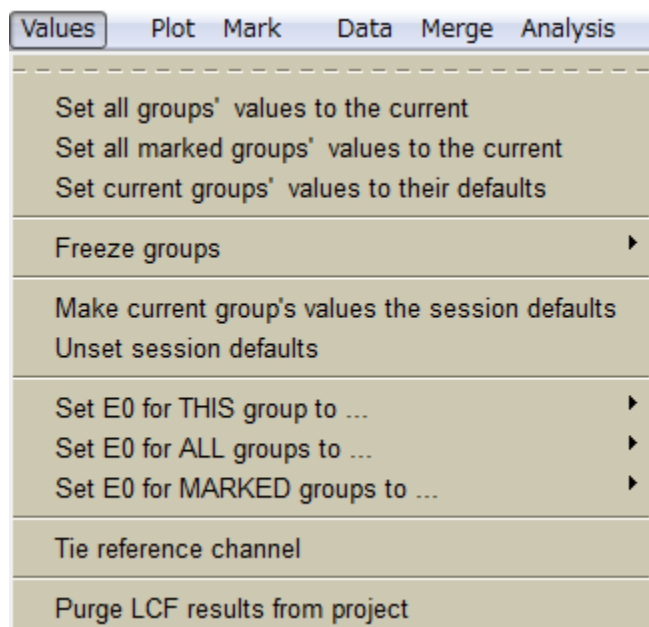 Values Plot Mark Data Merge Analysis
Set all groups' values to the current
Set all marked groups' values to the current
Set current groups' values to their defaults
Freeze groups
Make current group's values the session defaults
Unset session defaults
Set E0 for THIS group to ...
Set E0 for ALL groups to ...
Set E0 for MARKED groups to ...
Tie reference channel
Purge LCF results from project